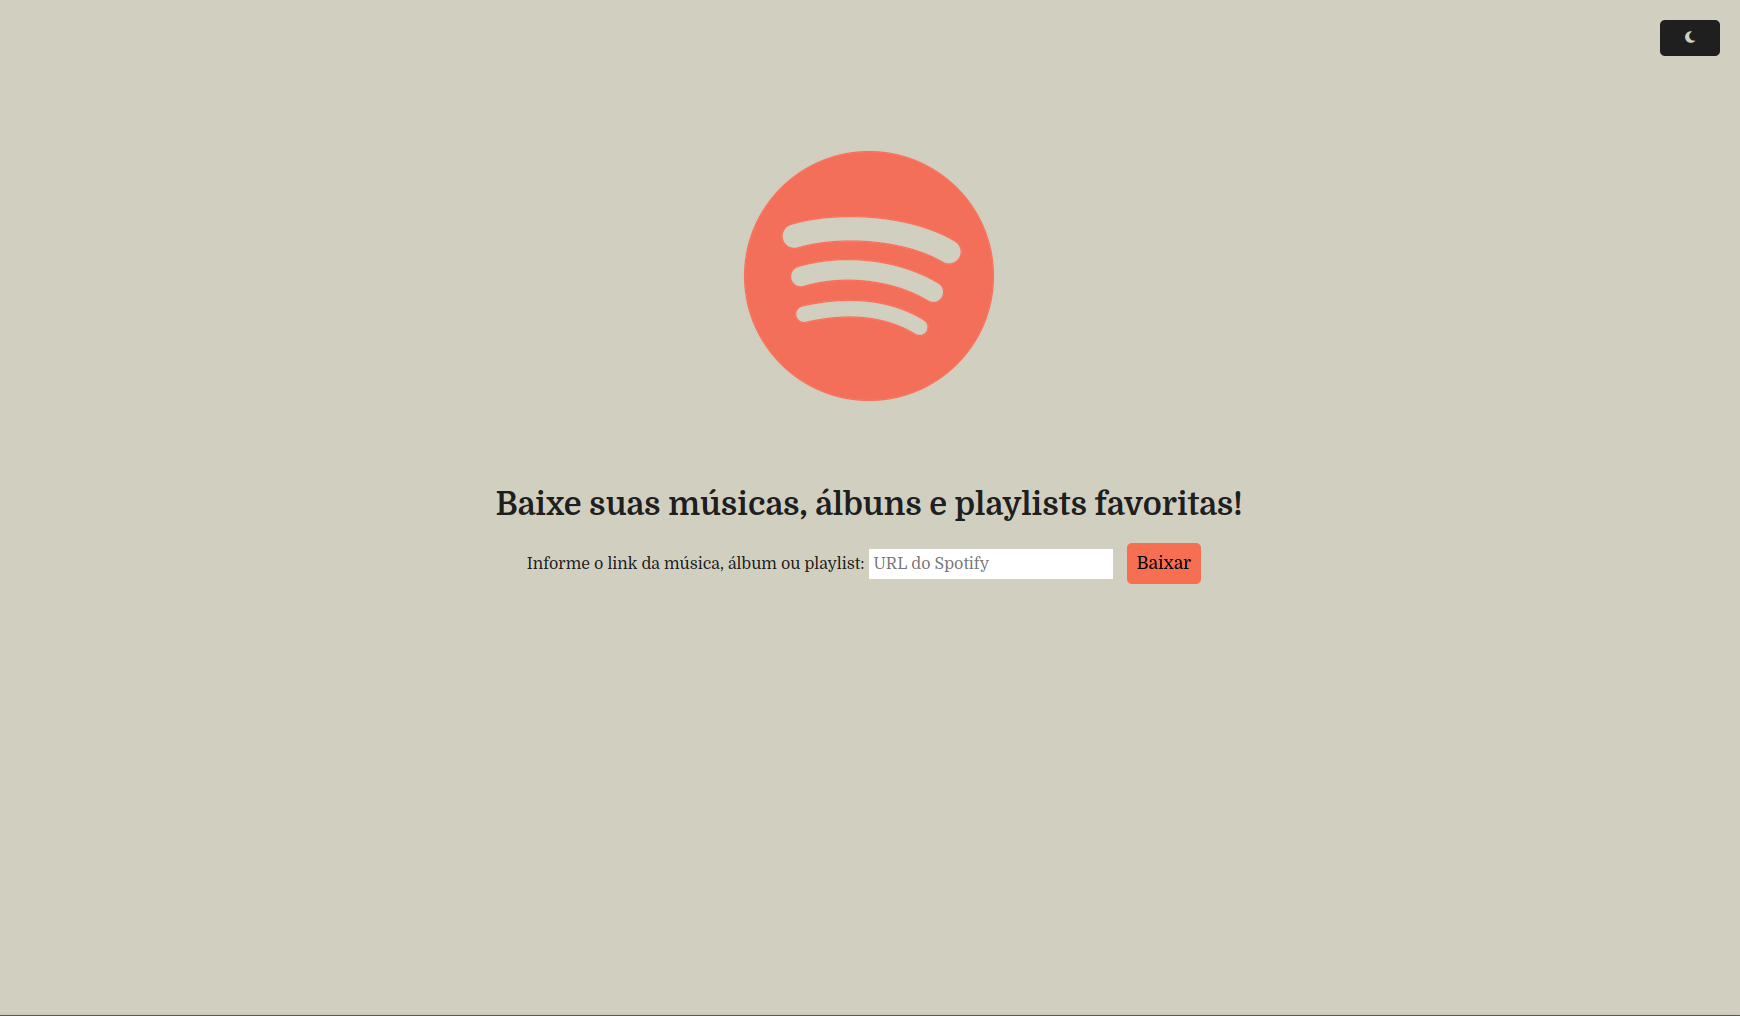 Baixe suas músicas, álbuns e playlists favoritas!
Informe o link da música, álbum ou playlist: URL do Spotify Baixar